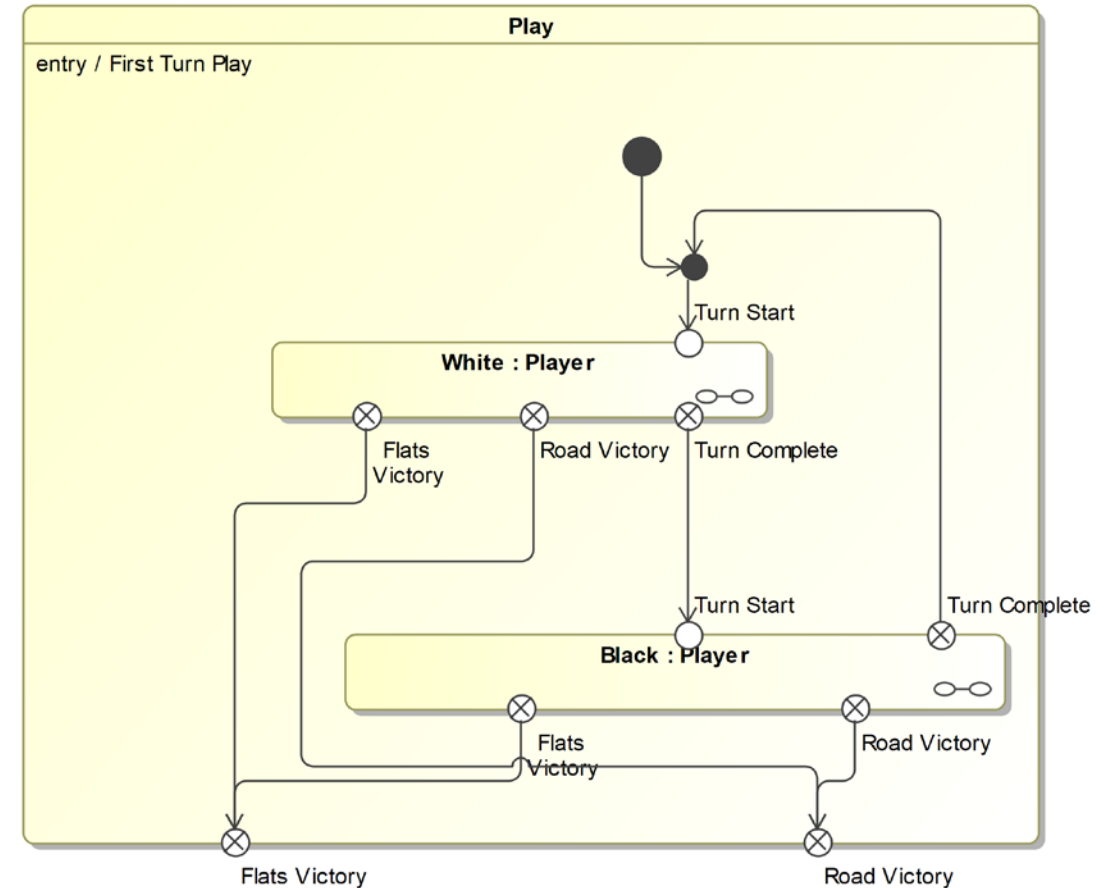 Play
entry / First Turn Play
Turn Start
White : Player
Flats
Victory
Road Victory
Turn Complete
Turn Start
Turn Complete
Black : Player
Flats
Victory
Road Victory
Flats Victory
Road Victory